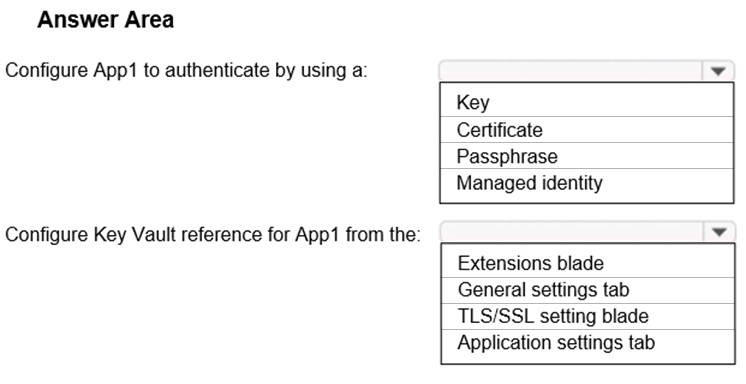 Answer Area
Configure App1 to authenticate by using a:
Key
Certificate
Passphrase
Managed identity
Configure Key Vault reference for App1 from the:
Extensions blade
General settings tab
TLS/SSL setting blade
Application settings tab